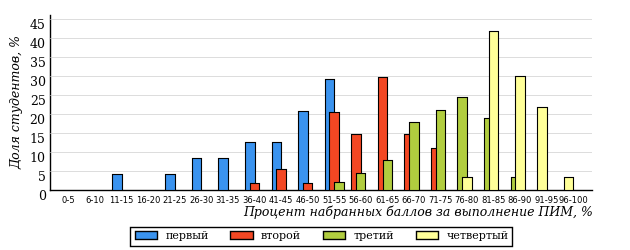 Доля студентов, %
45
40
35
30
25
20
15
10
5
0
0-5 6-10 11-15 16-20 21-25 26-30 31-35 36-40 41-45 46-50 51-55 56-60 61-65 66-70 71-75 76-80 81-85 86-90 91-95 96-100
Процент набранных баллов за выполнение ПИМ, %
первый второй третий четвертый